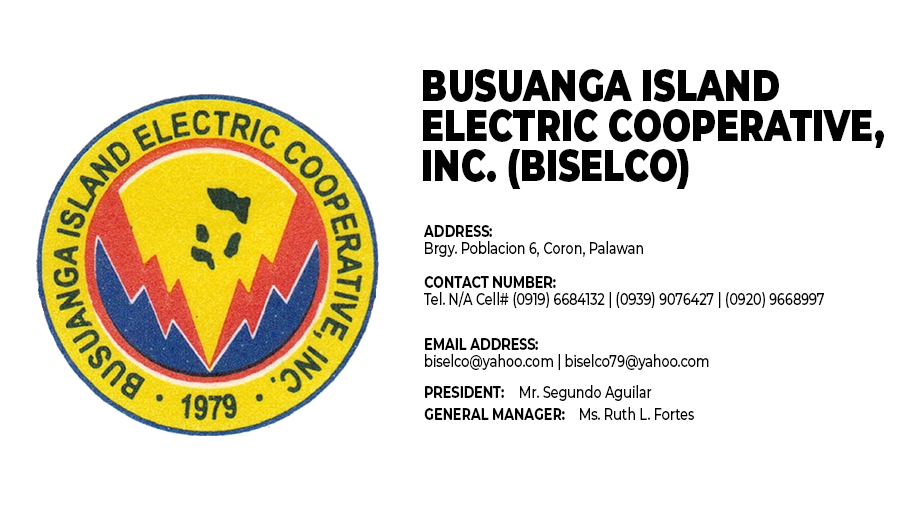 BUSUANGA ISLAND ELECTRIC COOPERATIVE, INC.
• 1979 •
BUSUANGA ISLAND
ELECTRIC COOPERATIVE,
INC. (BISELCO)
ADDRESS:
Brgy. Poblacion 6, Coron, Palawan
CONTACT NUMBER:
Tel. N/A Cell# (0919) 6684132 | (0939) 9076427 | (0920) 9668997
EMAIL ADDRESS:
biselco@yahoo.com | biselco79@yahoo.com
PRESIDENT: Mr. Segundo Aguilar
GENERAL MANAGER: Ms. Ruth L. Fortes